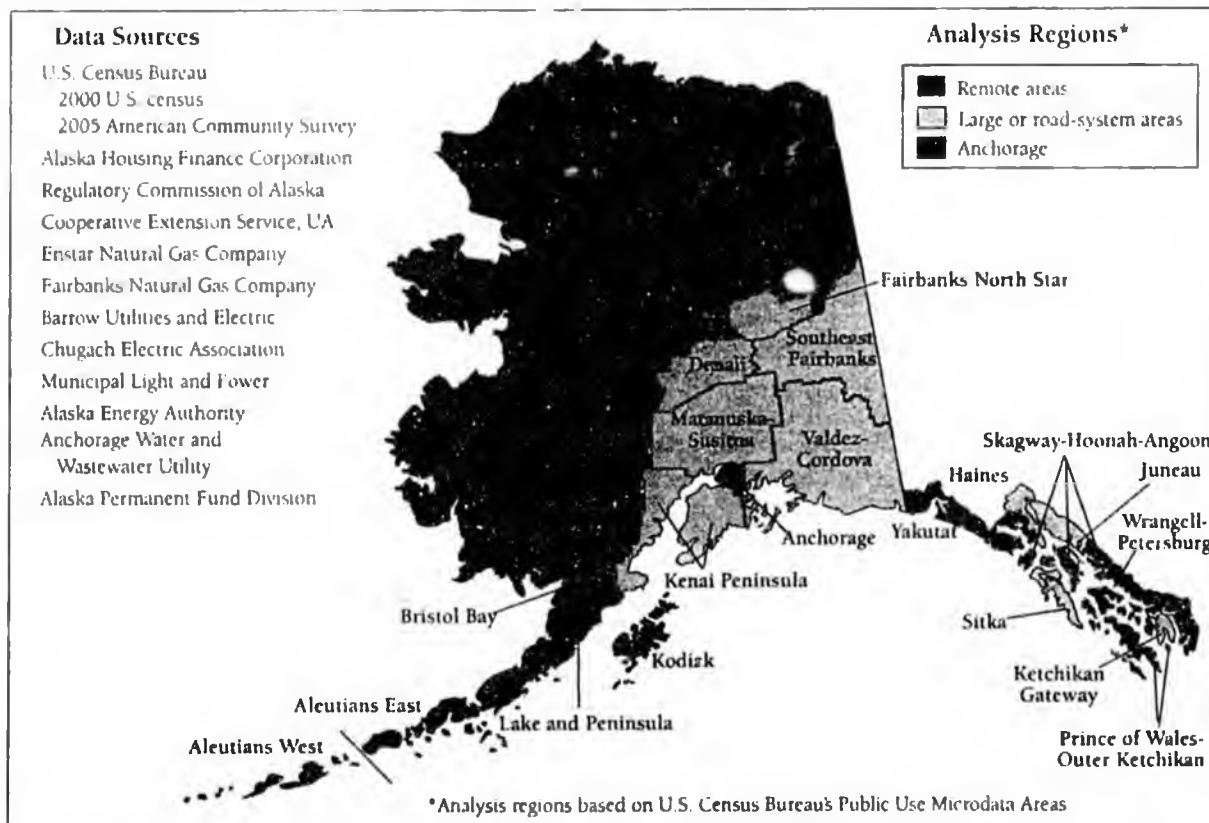 Data Sources
U.S. Census Bureau
2000 U.S. census
2005 American Community Survey
Alaska Housing Finance Corporation
Regulatory Commission of Alaska
Cooperative Extension Service, UA
Enstar Natural Gas Company
Fairbanks Natural Gas Company
Barrow Utilities and Electric
Chugach Electric Association
Municipal Light and Power
Alaska Energy Authority
Anchorage Water and
Wastewater Utility
Alaska Permanent Fund Division
Analysis Regions*
Remote areas
Large or road-system areas
Anchorage
Fairbanks North Star
Southeast
Fairbanks
Denali
Matanuska-
Susitna
Valdez-
Cordova
Skagway-Hoonah-Angoon
Haines
Juneau
Wrangell-
Petersburg
Anchorage
Yakutat
Kenai Peninsula
Bristol Bay
Sitka
Kodiak
Ketchikan
Gateway
Aleutians East
Lake and Peninsula
Aleutians West
Prince of Wales-
Outer Ketchikan
*Analysis regions based on U.S. Census Bureau's Public Use Microdata Areas